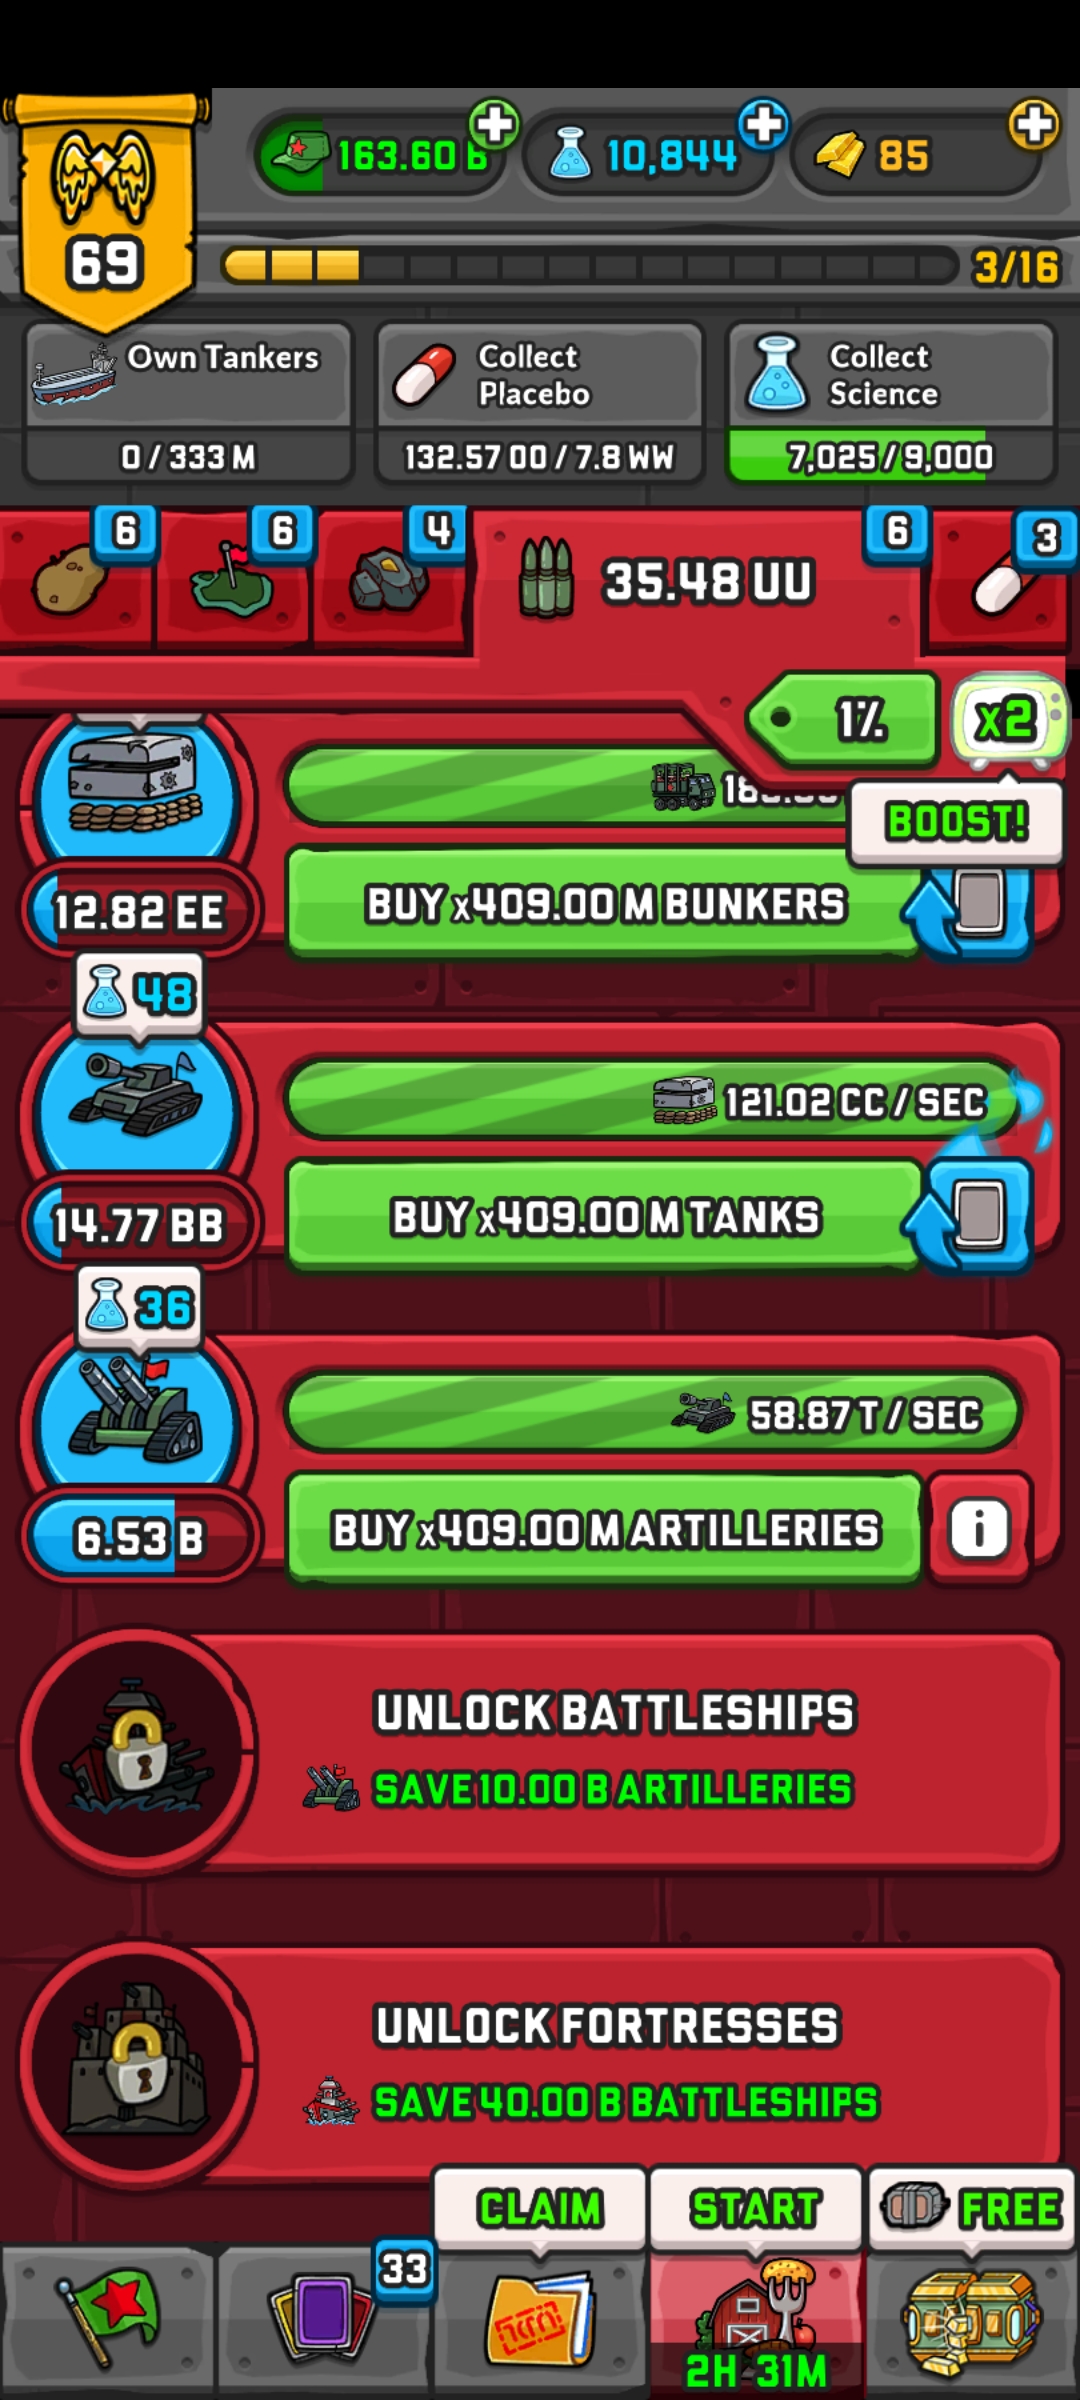 163.60 B
10,844
85
69
3/16
Own Tankers
0 / 333 M
Collect
Placebo
132.57 OO / 7.8 WW
Collect
Science
7,025 / 9,000
6
6
4
35.48 UU
6
3
1%
x2
BOOST!
12.82 EE
BUY x409.00 M BUNKERS
48
121.02 CC / SEC
14.77 BB
BUY x409.00 M TANKS
36
58.87 T / SEC
6.53 B
BUY x409.00 M ARTILLERIES
i
UNLOCK BATTLESHIPS
SAVE 10.00 B ARTILLERIES
UNLOCK FORTRESSES
SAVE 40.00 B BATTLESHIPS
CLAIM
START
FREE
33
2H 31M